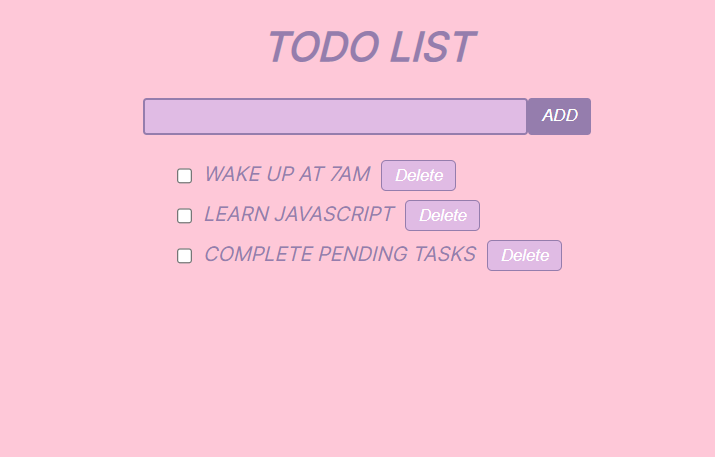 TODO LIST
ADD
WAKE UP AT 7AM Delete
LEARN JAVASCRIPT Delete
COMPLETE PENDING TASKS Delete